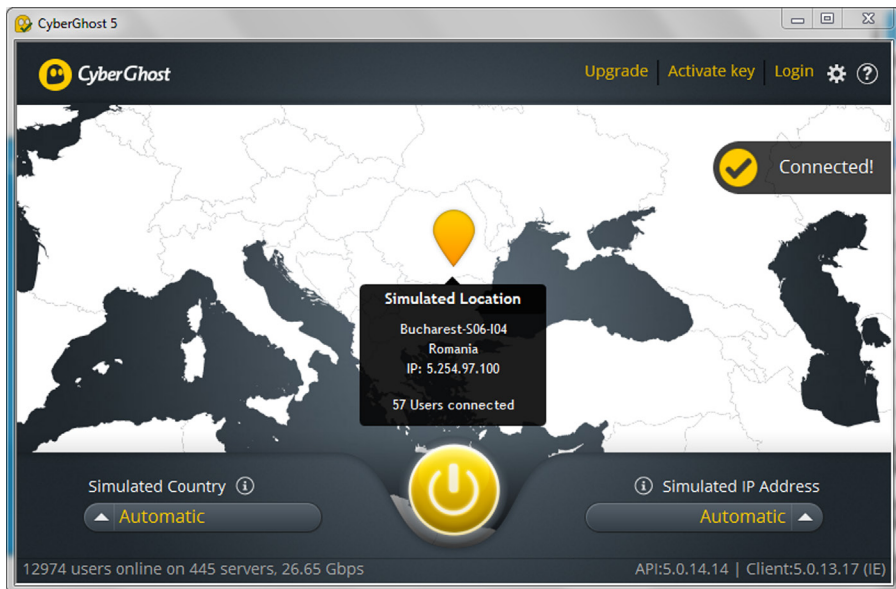 CyberGhost 5
CyberGhost
Upgrade Activate key Login
Connected!
Simulated Location
Bucharest-S06-I04
Romania
IP: 5.254.97.100
57 Users connected
Simulated Country
Simulated IP Address
Automatic
Automatic
12974 users online on 445 servers, 26.65 Gbps
API:5.0.14.14 | Client:5.0.13.17 (IE)